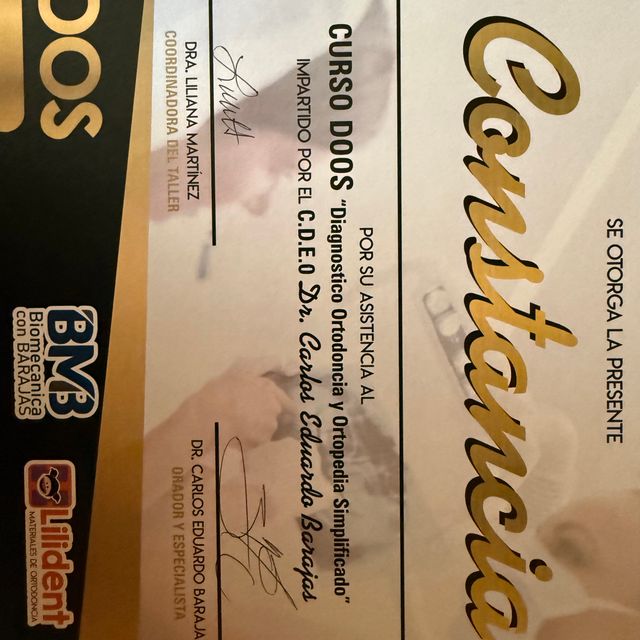 SE OTORGA LA PRESENTE
Constancia
POR SU ASISTENCIA AL
CURSO DOOS "Diagnostico Ortodoncia y Ortopedia Simplificado"
IMPARTIDO POR EL C.D.E.O Dr. Carlos Eduardo Barajas
DRA. LILIANA MARTÍNEZ
COORDINADORA DEL TALLER
DR. CARLOS EDUARDO BARAJA
ORADOR Y ESPECIALISTA
DOOS
BMB
Biomecanica
con BARAJAS
Lilident
MATERIALES DE ORTODONCIA